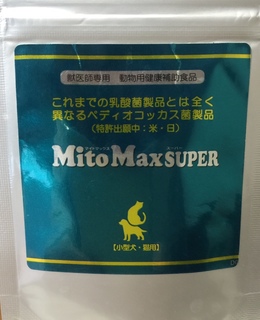 獣医師専用 動物用健康補助食品
これまでの乳酸菌製品とは全く
異なるペディオコッカス菌製品
(特許出願中：米・日)
MitoMaxSUPER
【小型犬・猫用】